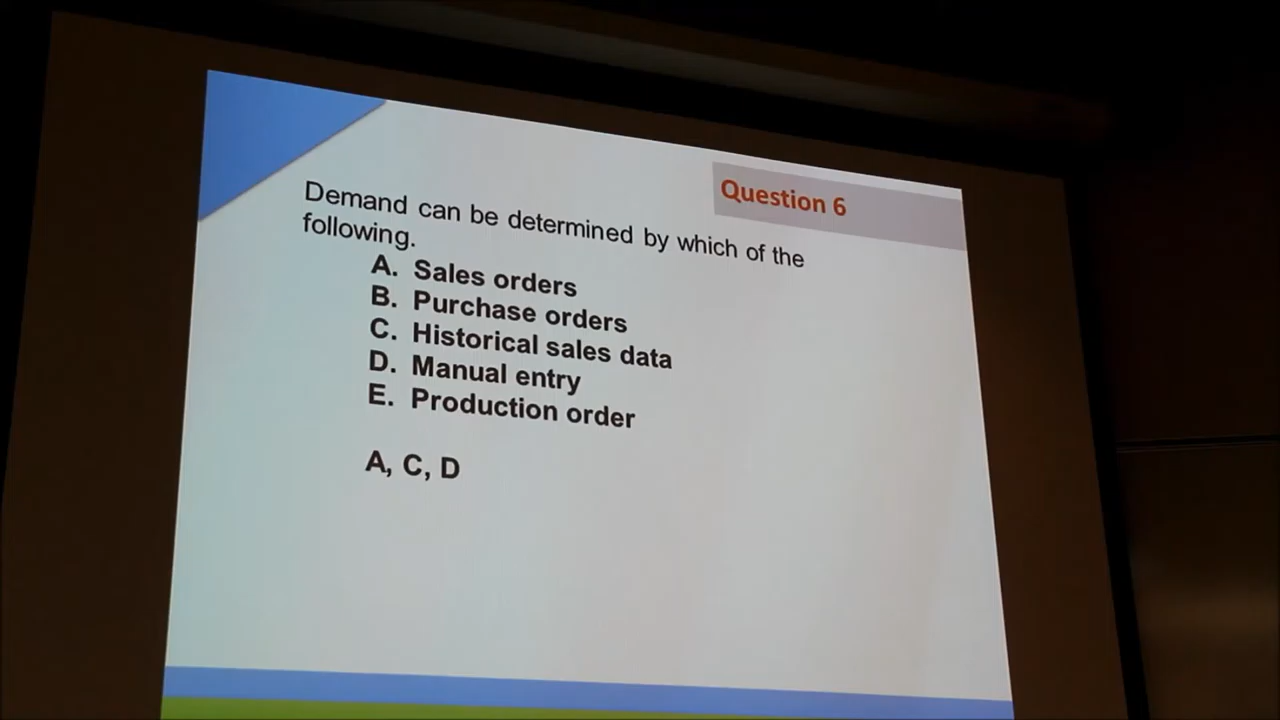 Question 6
Demand can be determined by which of the
following.
A. Sales orders
B. Purchase orders
C. Historical sales data
D. Manual entry
E. Production order
A, C, D